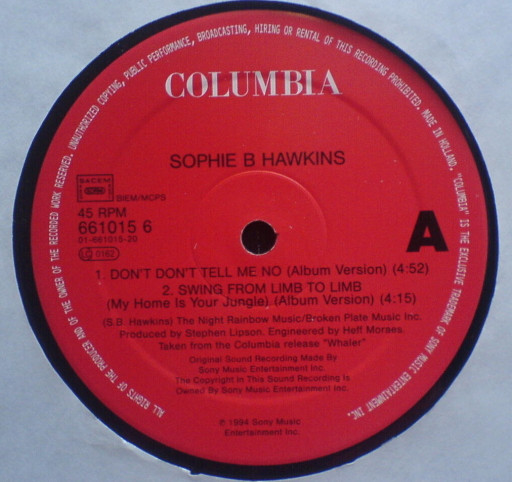 ALL RIGHTS OF THE PRODUCER AND OF THE OWNER OF THE RECORDED WORK RESERVED. UNAUTHORIZED COPYING, PUBLIC PERFORMANCE, BROADCASTING, HIRING OR RENTAL OF THIS RECORDING PROHIBITED. MADE IN HOLLAND. "COLUMBIA" IS THE EXCLUSIVE TRADEMARK OF SONY MUSIC ENTERTAINMENT INC.
COLUMBIA
SOPHIE B HAWKINS
SACEM
BIEM/MCPS
45 RPM
661015 6
01-661015-20
LC 0162
A
1. DON'T DON'T TELL ME NO (Album Version) (4:52)
2. SWING FROM LIMB TO LIMB
(My Home Is Your Jungle) (Album Version) (4:15)
(S.B. Hawkins) The Night Rainbow Music/Broken Plate Music Inc.
Produced by Stephen Lipson. Engineered by Heff Moraes.
Taken from the Columbia release "Whaler"
Original Sound Recording Made By
Sony Music Entertainment Inc.
The Copyright in This Sound Recording Is
Owned By Sony Music Entertainment Inc.
℗ 1994 Sony Music
Entertainment Inc.